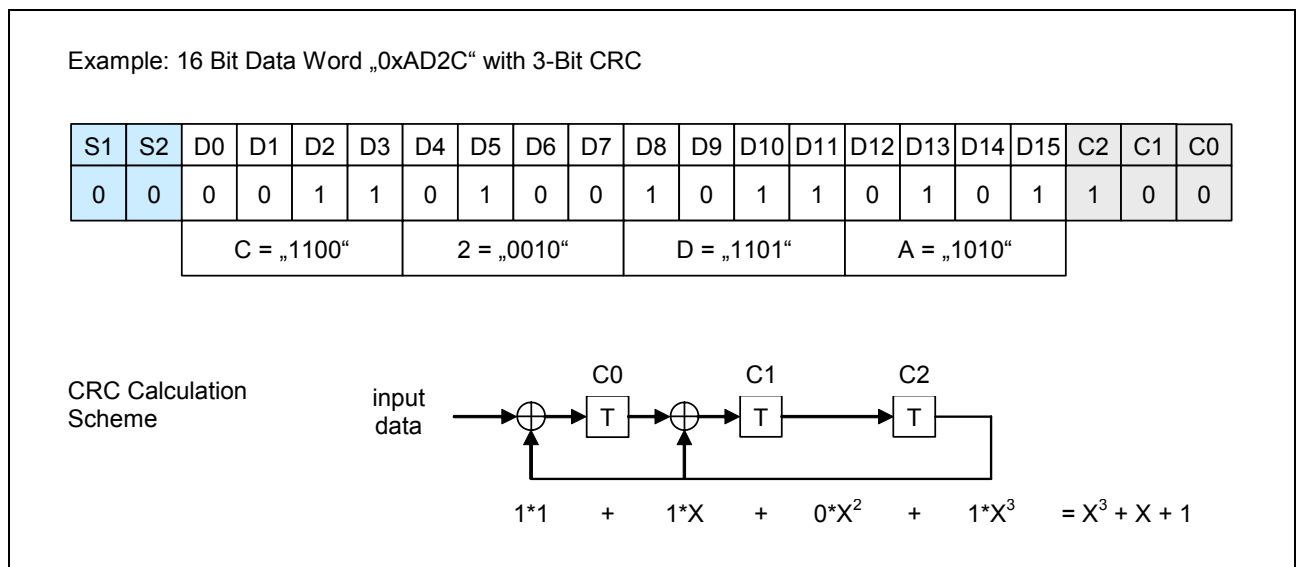 Example: 16 Bit Data Word „0xAD2C“ with 3-Bit CRC
S1 S2 D0 D1 D2 D3 D4 D5 D6 D7 D8 D9 D10 D11 D12 D13 D14 D15 C2 C1 C0
0 0 0 0 1 1 0 1 0 0 1 0 1 1 0 1 0 1 1 0 0
C = „1100“ 2 = „0010“ D = „1101“ A = „1010“
C0 C1 C2
CRC Calculation
Scheme
input
data
T T T
1*1 + 1*X + 0*X² + 1*X³ = X³ + X + 1